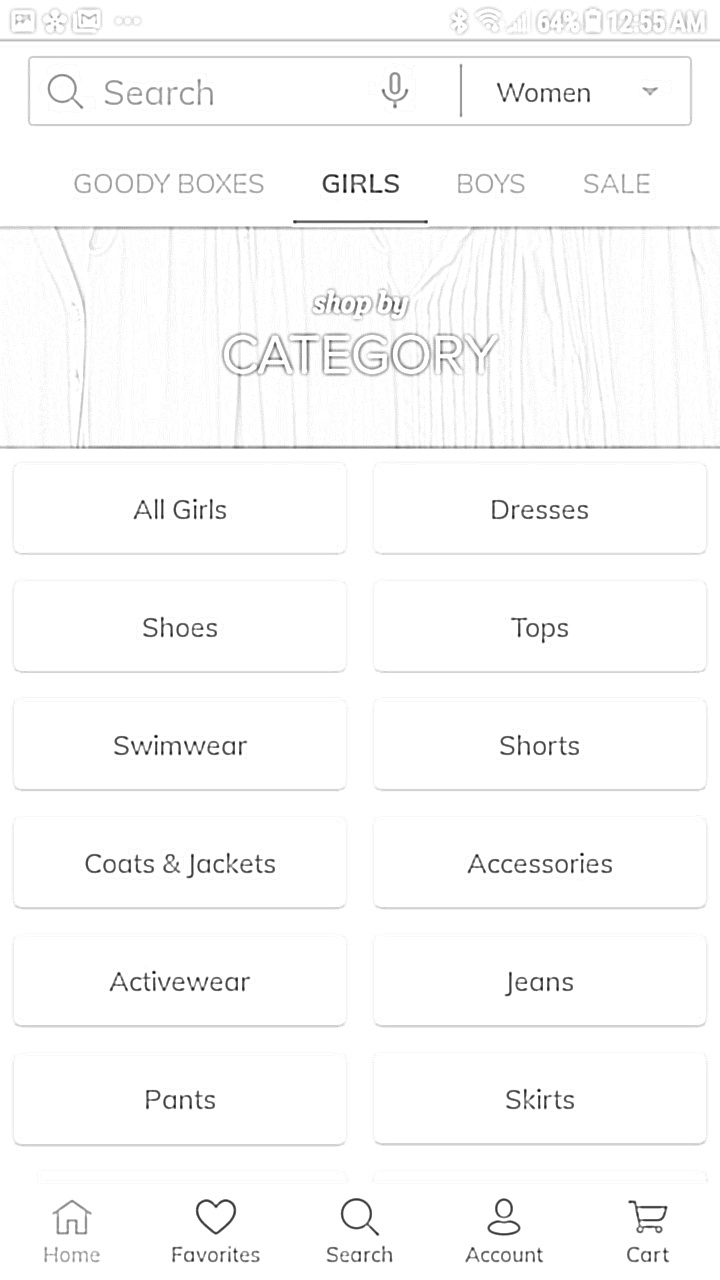 64% 12:55 AM
Search Women
GOODY BOXES GIRLS BOYS SALE
shop by
CATEGORY
All Girls Dresses
Shoes Tops
Swimwear Shorts
Coats & Jackets Accessories
Activewear Jeans
Pants Skirts
Home Favorites Search Account Cart